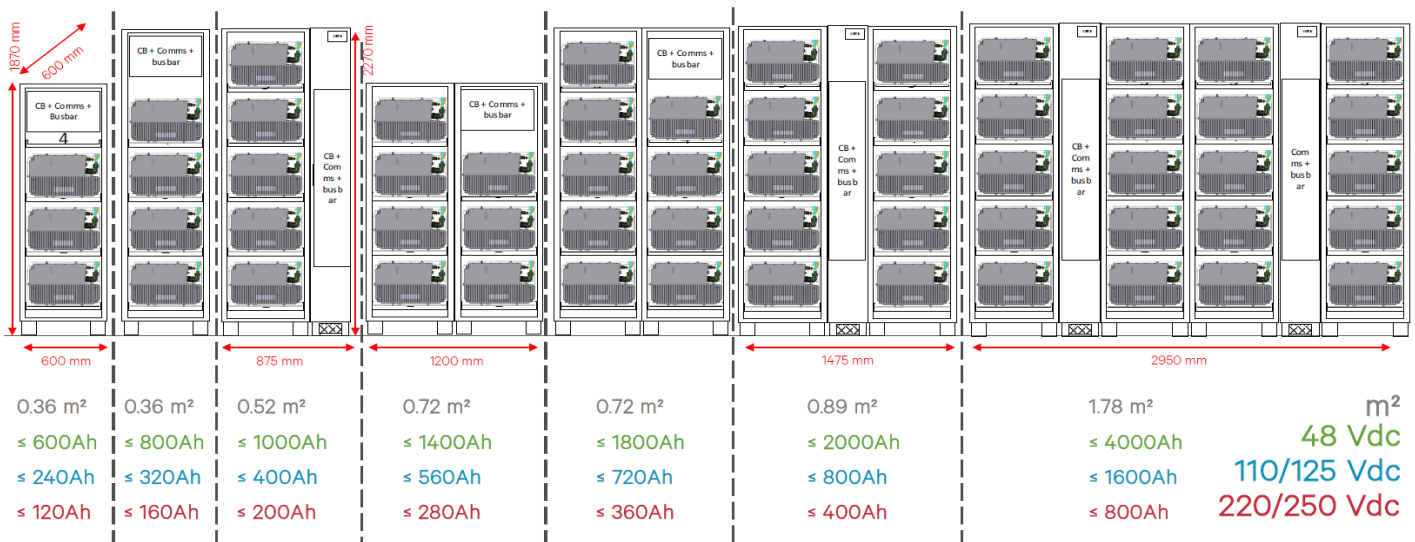 1870 mm
600 mm
CB + Comms +
Busbar
4
CB + Comms +
bus bar
CB +
Com
ms +
bus b
ar
2270 mm
CB + Comms +
bus bar
CB + Comms +
bus bar
CB +
Com
ms +
bus b
ar
CB +
Com
ms +
bus b
ar
Com
ms +
bus b
ar
600 mm
875 mm
1200 mm
1475 mm
2950 mm
0.36 m² 0.36 m² 0.52 m² 0.72 m² 0.72 m² 0.89 m² 1.78 m² m²
≤ 600Ah ≤ 800Ah ≤ 1000Ah ≤ 1400Ah ≤ 1800Ah ≤ 2000Ah ≤ 4000Ah 48 Vdc
≤ 240Ah ≤ 320Ah ≤ 400Ah ≤ 560Ah ≤ 720Ah ≤ 800Ah ≤ 1600Ah 110/125 Vdc
≤ 120Ah ≤ 160Ah ≤ 200Ah ≤ 280Ah ≤ 360Ah ≤ 400Ah ≤ 800Ah 220/250 Vdc